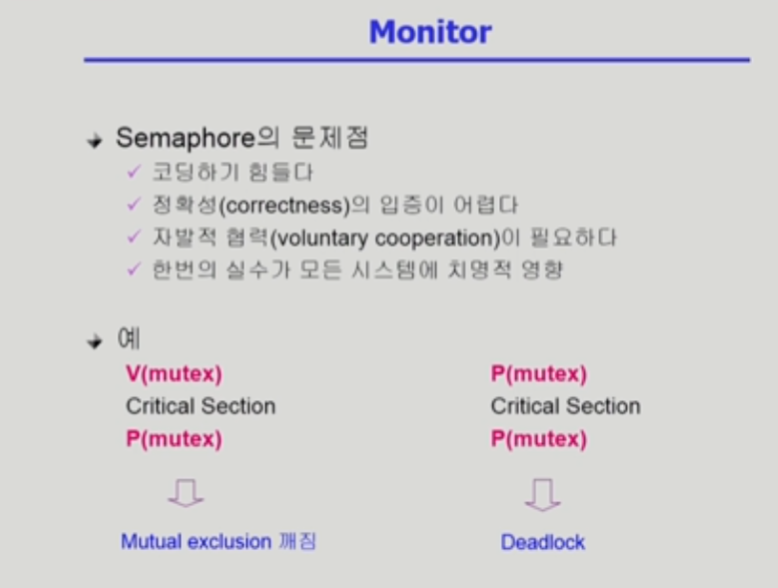 Monitor
Semaphore의 문제점
코딩하기 힘들다
정확성(correctness)의 입증이 어렵다
자발적 협력(voluntary cooperation)이 필요하다
한번의 실수가 모든 시스템에 치명적 영향
예
V(mutex) P(mutex)
Critical Section Critical Section
P(mutex) P(mutex)
Mutual exclusion 깨짐 Deadlock